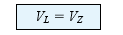 V_L = V_Z